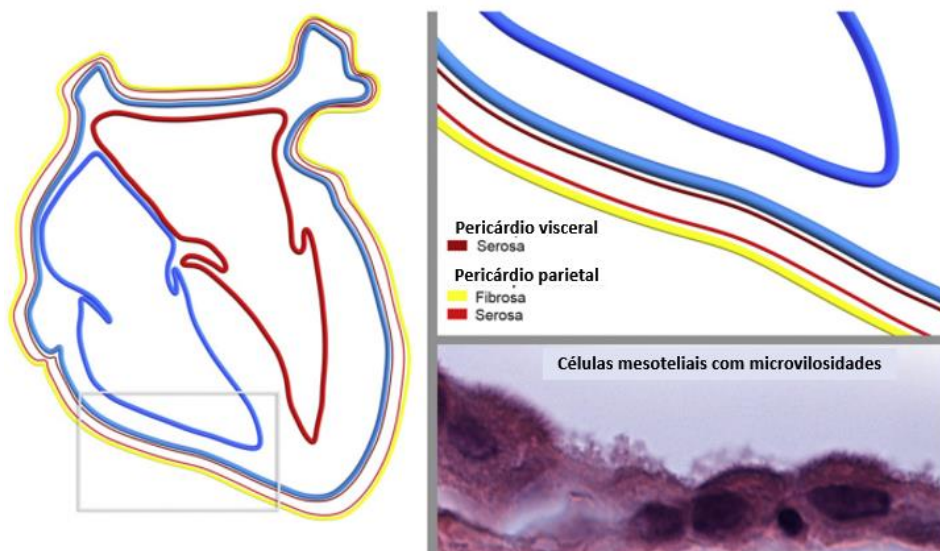 Pericárdio visceral
Serosa
Pericárdio parietal
Fibrosa
Serosa
Células mesoteliais com microvilosidades